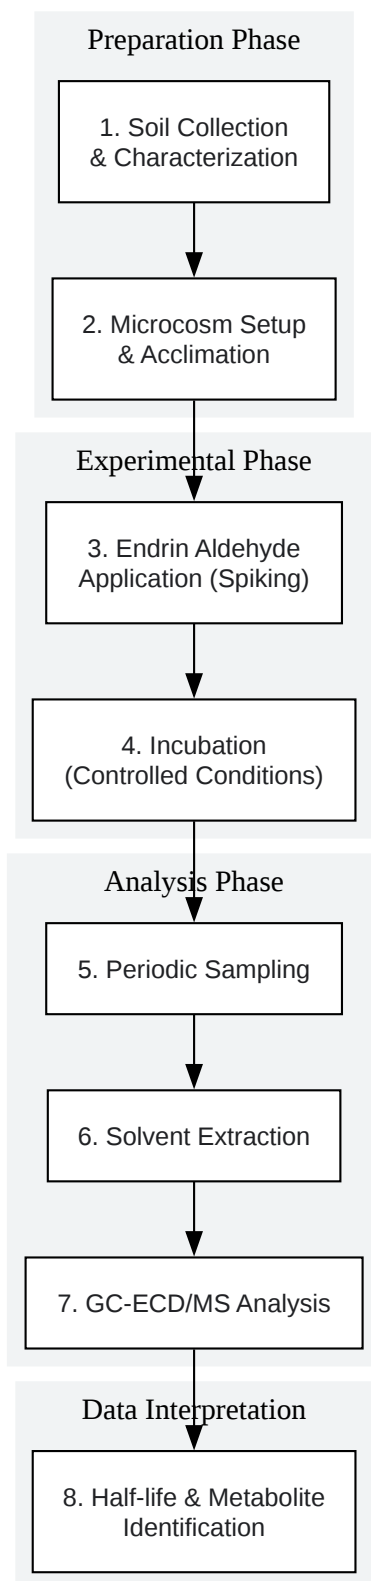 Preparation Phase
1. Soil Collection
& Characterization
2. Microcosm Setup
& Acclimation
Experimental Phase
3. Endrin Aldehyde
Application (Spiking)
4. Incubation
(Controlled Conditions)
Analysis Phase
5. Periodic Sampling
6. Solvent Extraction
7. GC-ECD/MS Analysis
Data Interpretation
8. Half-life & Metabolite
Identification